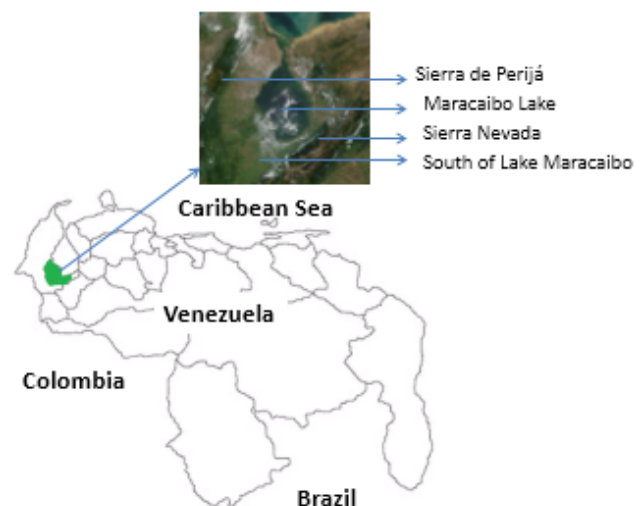 Sierra de Perijá
Maracaibo Lake
Sierra Nevada
South of Lake Maracaibo
Caribbean Sea
Venezuela
Colombia
Brazil